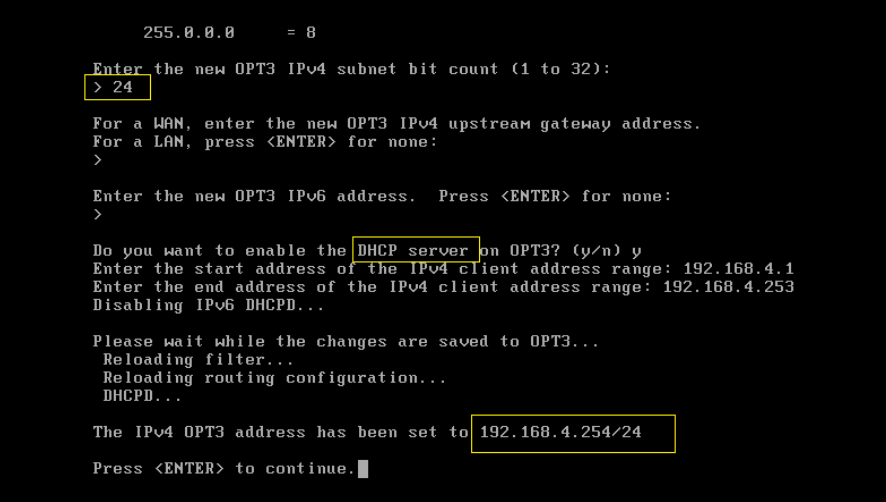 255.0.0.0 = 8
Enter the new OPT3 IPv4 subnet bit count (1 to 32):
> 24
For a WAN, enter the new OPT3 IPv4 upstream gateway address.
For a LAN, press <ENTER> for none:
>
Enter the new OPT3 IPv6 address. Press <ENTER> for none:
>
Do you want to enable the DHCP server on OPT3? (y/n) y
Enter the start address of the IPv4 client address range: 192.168.4.1
Enter the end address of the IPv4 client address range: 192.168.4.253
Disabling IPv6 DHCPD...
Please wait while the changes are saved to OPT3...
Reloading filter...
Reloading routing configuration...
DHCPD...
The IPv4 OPT3 address has been set to 192.168.4.254/24
Press <ENTER> to continue.